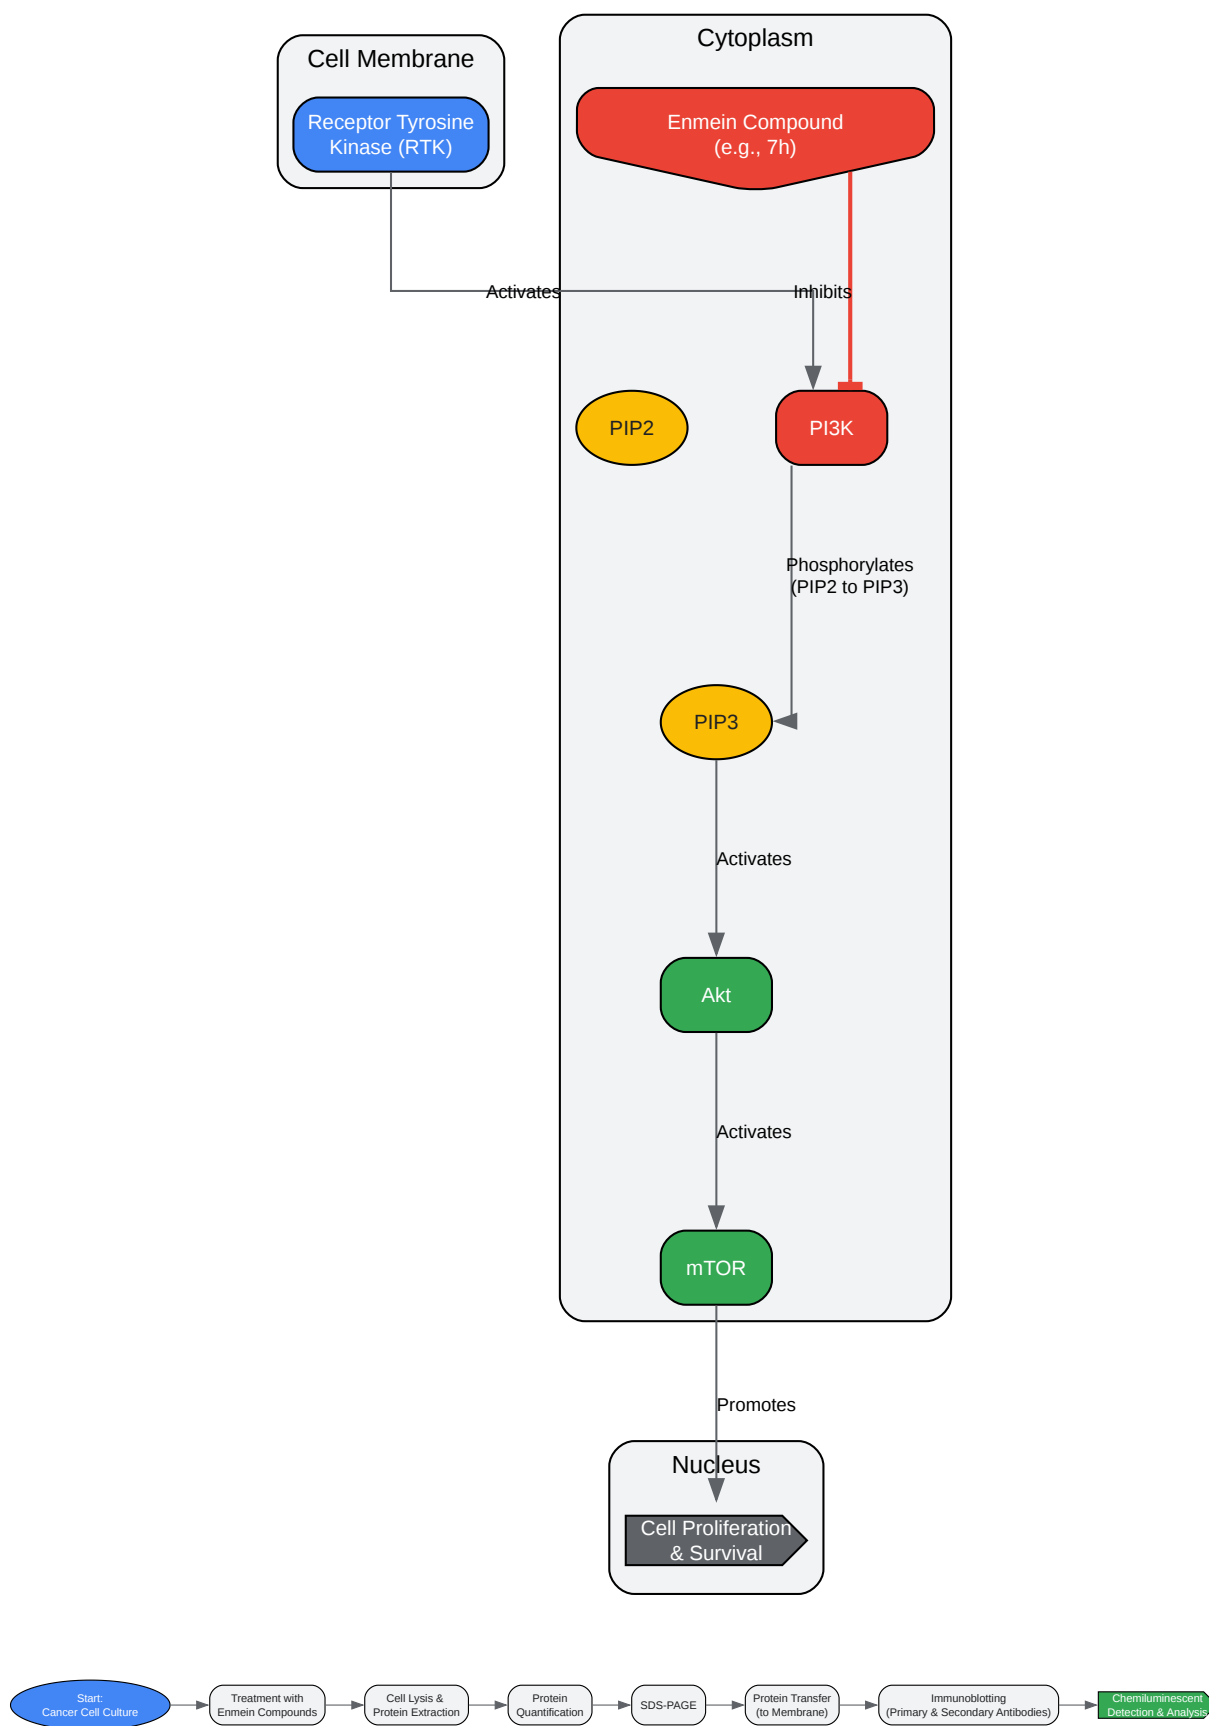 Cytoplasm
Cell Membrane
Receptor Tyrosine
Kinase (RTK)
Enmein Compound
(e.g., 7h)
Activates
Inhibits
PIP2
PI3K
Phosphorylates
(PIP2 to PIP3)
PIP3
Activates
Akt
Activates
mTOR
Promotes
Nucleus
Cell Proliferation
& Survival
Start:
Cancer Cell Culture
Treatment with
Enmein Compounds
Cell Lysis &
Protein Extraction
Protein
Quantification
SDS-PAGE
Protein Transfer
(to Membrane)
Immunoblotting
(Primary & Secondary Antibodies)
Chemiluminescent
Detection & Analysis